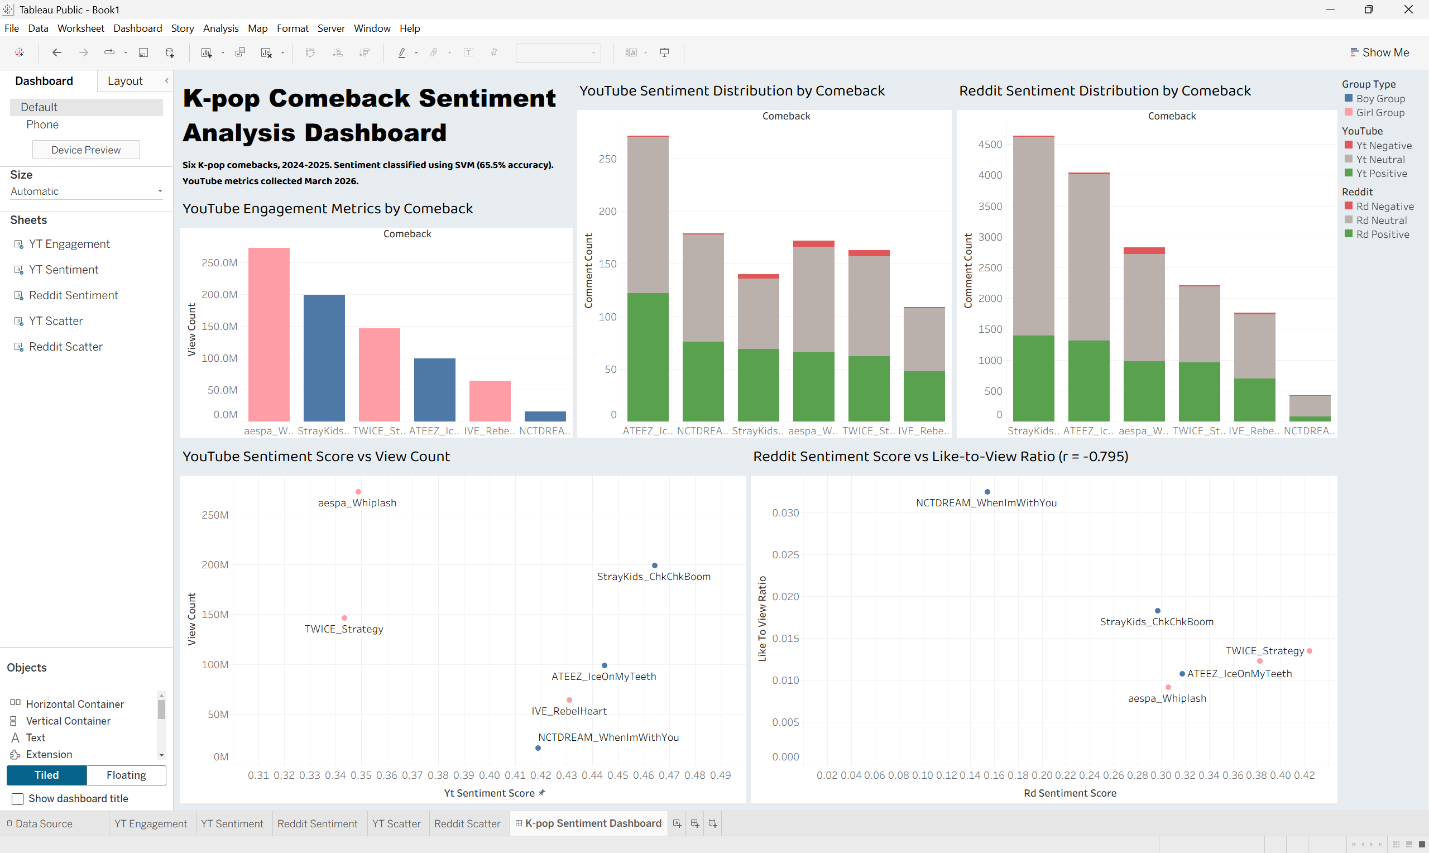 Tableau Public - Book1
File Data Worksheet Dashboard Story Analysis Map Format Server Window Help
Show Me
Dashboard Layout
Default
Phone
Device Preview
Size
Automatic
Sheets
YT Engagement
YT Sentiment
Reddit Sentiment
YT Scatter
Reddit Scatter
Objects
Horizontal Container
Vertical Container
Text
Extension
Tiled Floating
Show dashboard title
K-pop Comeback Sentiment
Analysis Dashboard
Six K-pop comebacks, 2024-2025. Sentiment classified using SVM (65.5% accuracy).
YouTube metrics collected March 2026.
YouTube Engagement Metrics by Comeback
Comeback
View Count
250.0M
200.0M
150.0M
100.0M
50.0M
0.0M
aespa_W.. StrayKids.. TWICE_St.. ATEEZ_Ic.. IVE_Rebe.. NCTDREA..
YouTube Sentiment Distribution by Comeback
Comeback
Comment Count
250
200
150
100
50
0
ATEEZ_Ic.. NCTDREA.. StrayKids.. aespa_W.. TWICE_St.. IVE_Rebe..
Reddit Sentiment Distribution by Comeback
Comeback
Comment Count
4500
4000
3500
3000
2500
2000
1500
1000
500
0
StrayKids.. ATEEZ_Ic.. aespa_W.. TWICE_St.. IVE_Rebe.. NCTDREA..
Group Type
Boy Group
Girl Group
YouTube
Yt Negative
Yt Neutral
Yt Positive
Reddit
Rd Negative
Rd Neutral
Rd Positive
YouTube Sentiment Score vs View Count
View Count
250M
200M
150M
100M
50M
0M
aespa_Whiplash
StrayKids_ChkChkBoom
TWICE_Strategy
ATEEZ_IceOnMyTeeth
IVE_RebelHeart
NCTDREAM_WhenImWithYou
0.31 0.32 0.33 0.34 0.35 0.36 0.37 0.38 0.39 0.40 0.41 0.42 0.43 0.44 0.45 0.46 0.47 0.48 0.49
Yt Sentiment Score
Reddit Sentiment Score vs Like-to-View Ratio (r = -0.795)
Like To View Ratio
0.030
0.025
0.020
0.015
0.010
0.005
0.000
NCTDREAM_WhenImWithYou
StrayKids_ChkChkBoom
TWICE_Strategy
ATEEZ_IceOnMyTeeth
aespa_Whiplash
0.02 0.04 0.06 0.08 0.10 0.12 0.14 0.16 0.18 0.20 0.22 0.24 0.26 0.28 0.30 0.32 0.34 0.36 0.38 0.40 0.42
Rd Sentiment Score
Data Source YT Engagement YT Sentiment Reddit Sentiment YT Scatter Reddit Scatter K-pop Sentiment Dashboard